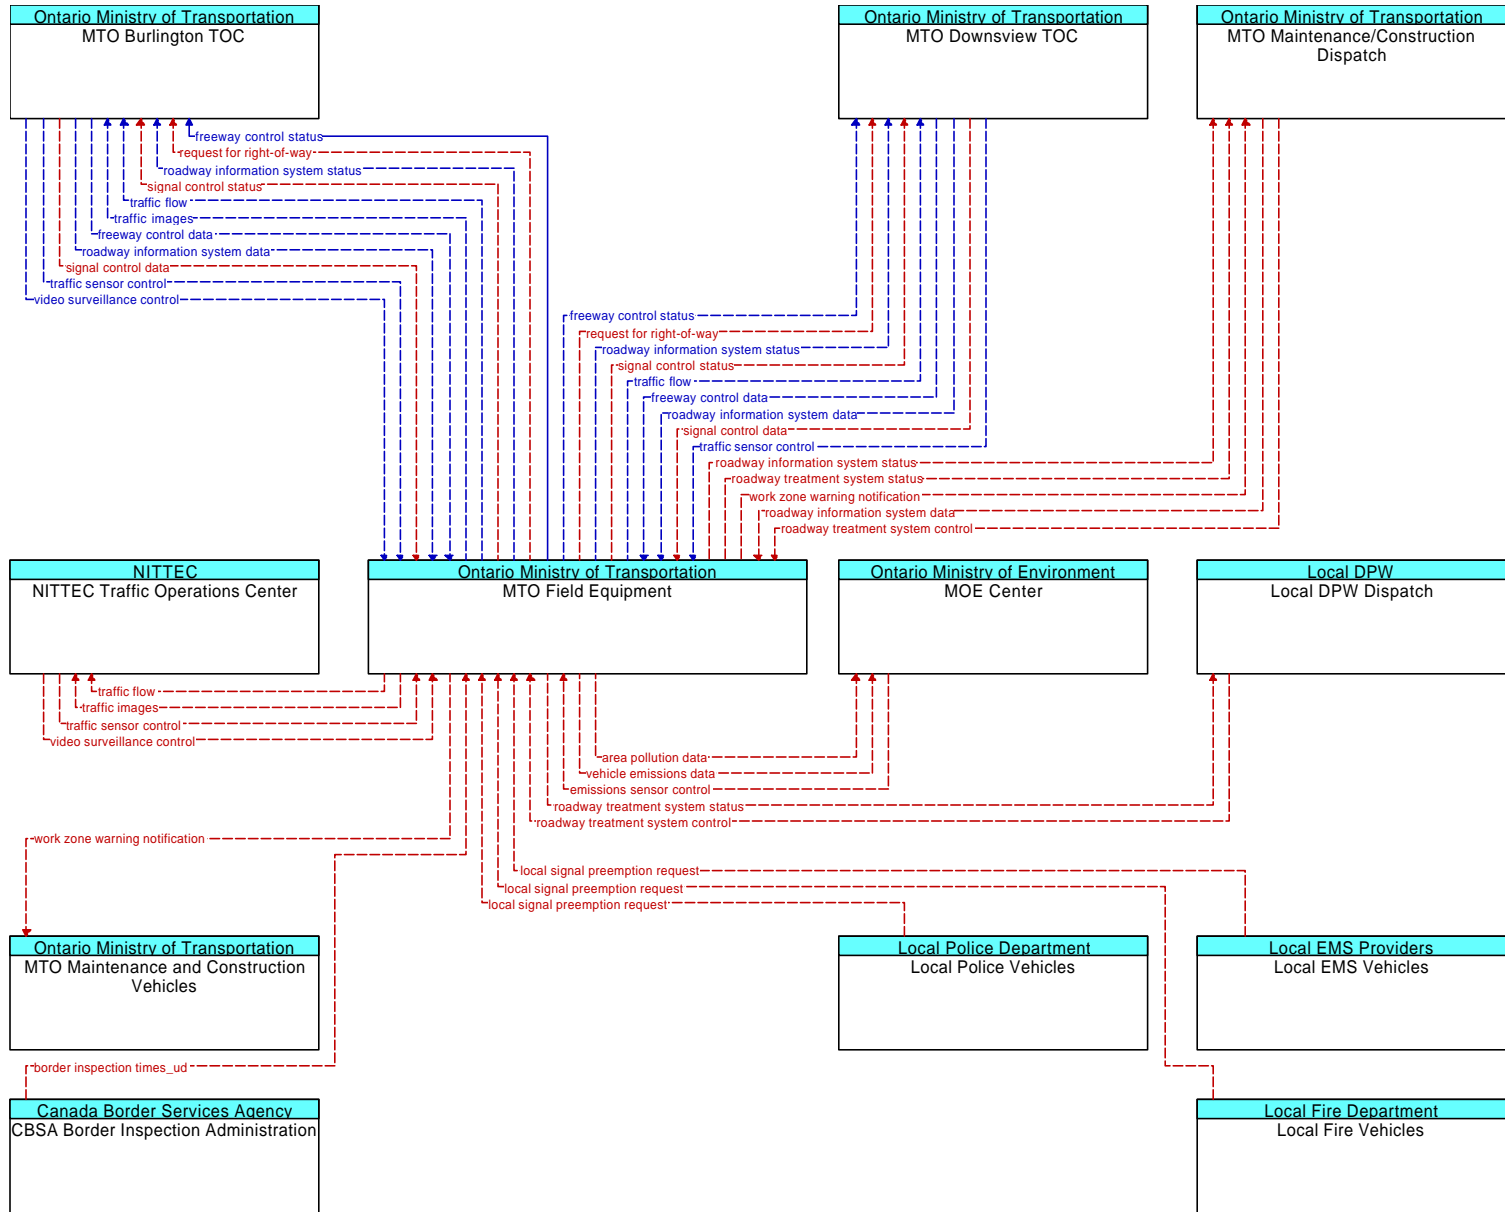 Ontario Ministry of Transportation
MTO Burlington TOC
Ontario Ministry of Transportation
MTO Downsview TOC
Ontario Ministry of Transportation
MTO Maintenance/Construction
Dispatch
freeway control status
request for right-of-way
roadway information system status
signal control status
traffic flow
traffic images
freeway control data
roadway information system data
signal control data
traffic sensor control
video surveillance control
freeway control status
request for right-of-way
roadway information system status
signal control status
traffic flow
freeway control data
roadway information system data
signal control data
traffic sensor control
roadway information system status
roadway treatment system status
work zone warning notification
roadway information system data
roadway treatment system control
NITTEC
NITTEC Traffic Operations Center
Ontario Ministry of Transportation
MTO Field Equipment
Ontario Ministry of Environment
MOE Center
Local DPW
Local DPW Dispatch
traffic flow
traffic images
traffic sensor control
video surveillance control
area pollution data
vehicle emissions data
emissions sensor control
roadway treatment system status
roadway treatment system control
work zone warning notification
local signal preemption request
local signal preemption request
local signal preemption request
Ontario Ministry of Transportation
MTO Maintenance and Construction
Vehicles
Local Police Department
Local Police Vehicles
Local EMS Providers
Local EMS Vehicles
border inspection times_ud
Canada Border Services Agency
CBSA Border Inspection Administration
Local Fire Department
Local Fire Vehicles